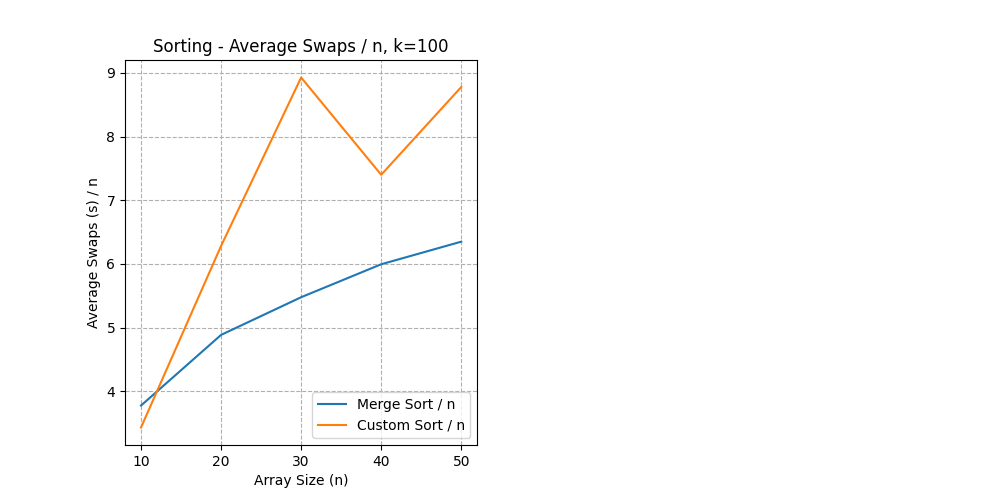 Sorting - Average Swaps / n, k=100
Average Swaps (s) / n
9
8
7
6
5
4
Merge Sort / n
Custom Sort / n
10 20 30 40 50
Array Size (n)